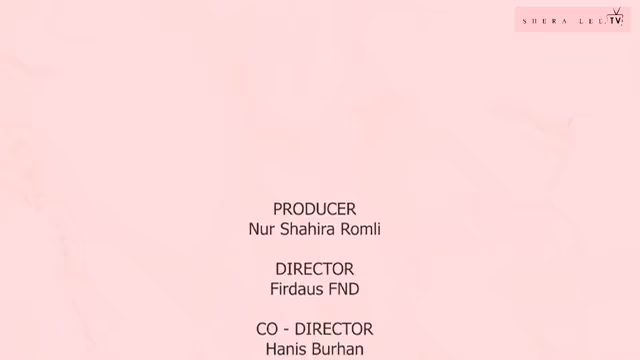 SHERA LEE TV
PRODUCER
Nur Shahira Romli
DIRECTOR
Firdaus FND
CO - DIRECTOR
Hanis Burhan